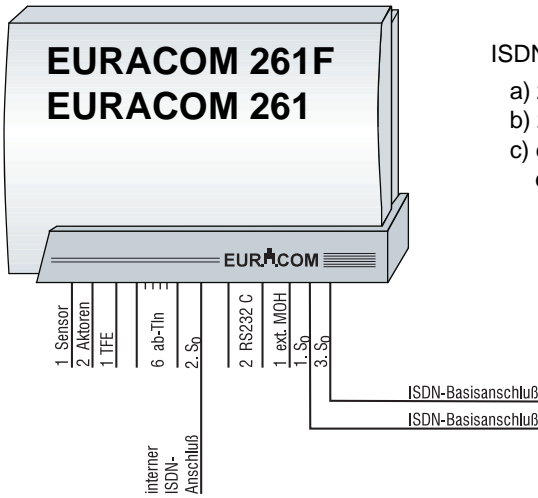 EURACOM 261F
EURACOM 261
ISDN
a)
b)
c)
EURACOM
1 Sensor
2 Aktoren
1 TFE
6 ab-Tln
2. S0
2 RS232 C
1 ext. MOH
1. S0
3. S0
ISDN-Basisanschluß
ISDN-Basisanschluß
interner
ISDN-
Anschluß